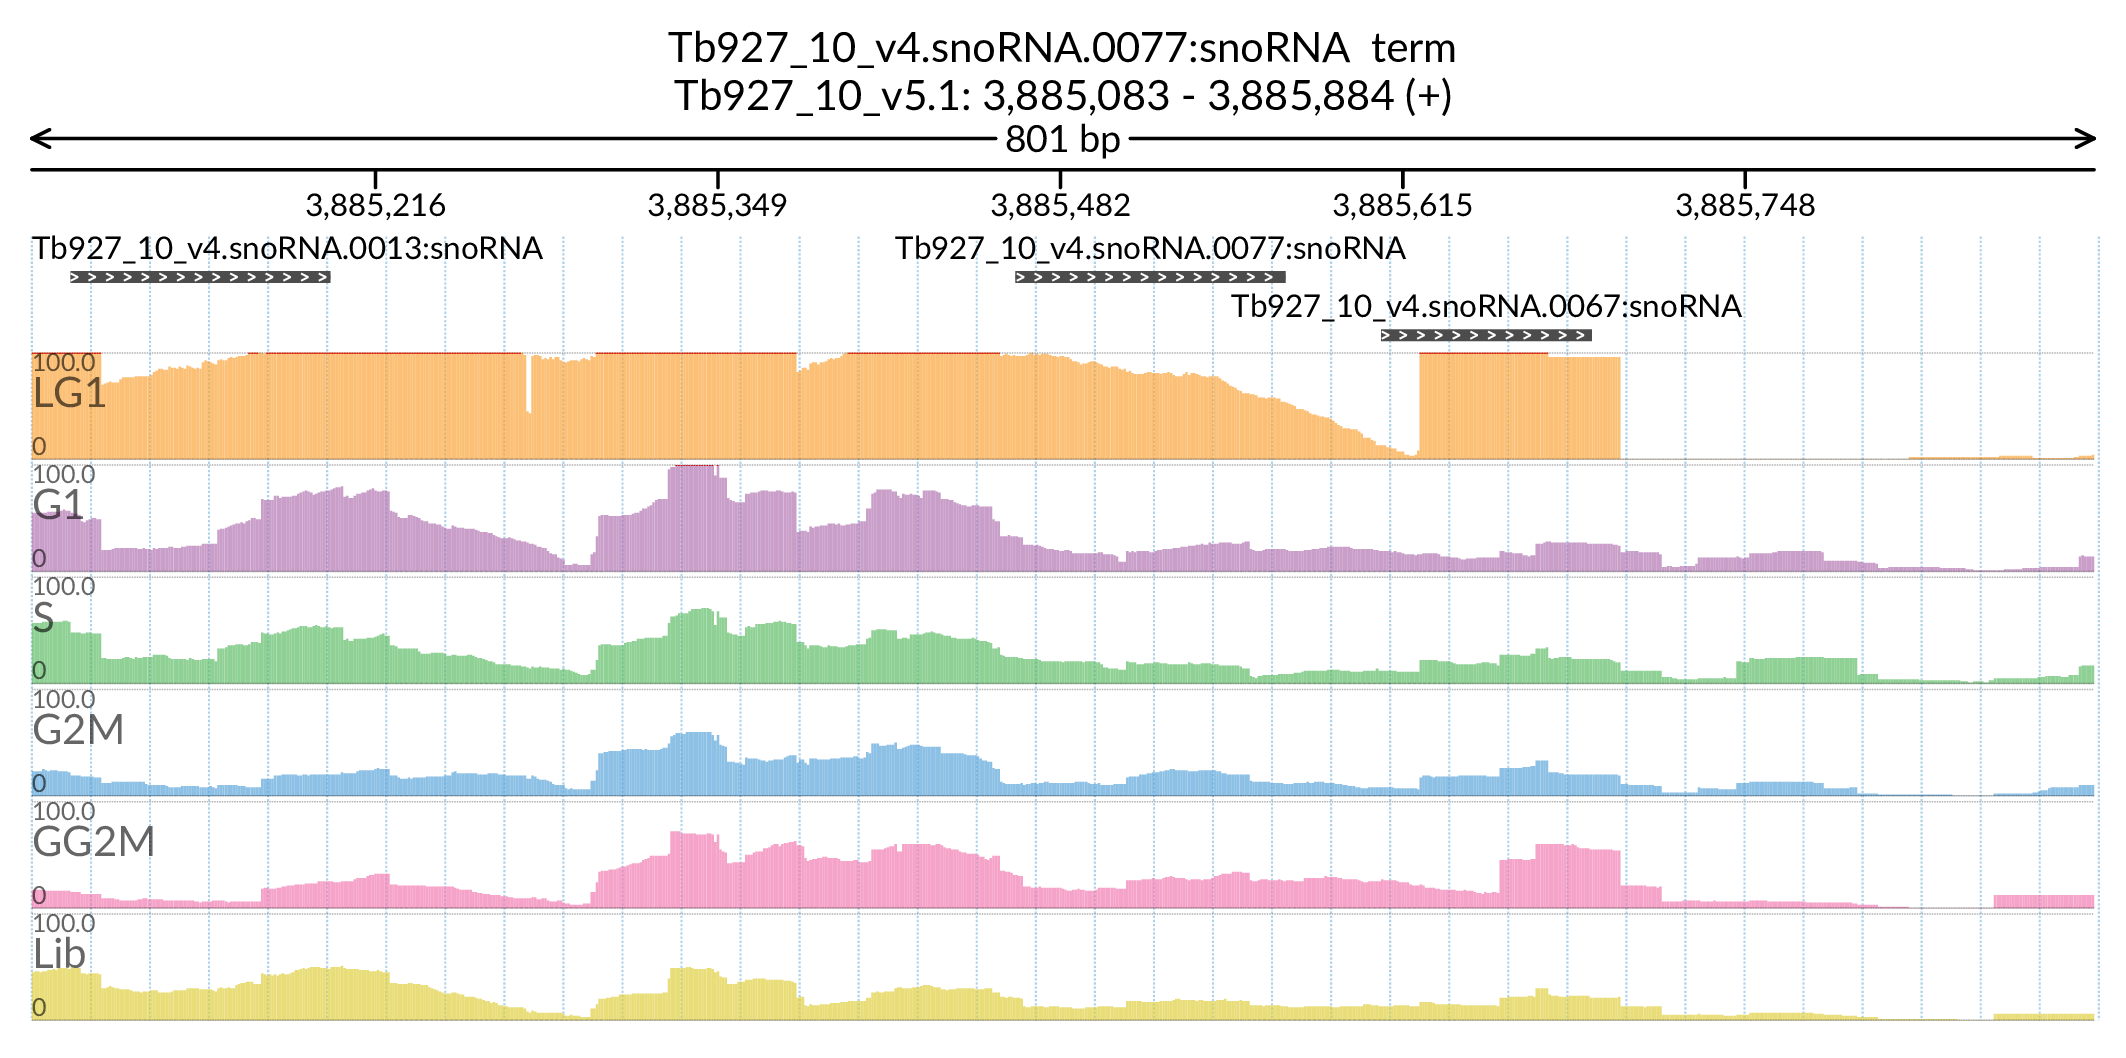 Tb927_10_v4.snoRNA.0077:snoRNA term
Tb927_10_v5.1: 3,885,083 - 3,885,884 (+)
801 bp
3,885,216 3,885,349 3,885,482 3,885,615 3,885,748
Tb927_10_v4.snoRNA.0013:snoRNA Tb927_10_v4.snoRNA.0077:snoRNA
Tb927_10_v4.snoRNA.0067:snoRNA
100.0
LG1
0
100.0
G1
0
100.0
S
0
100.0
G2M
0
100.0
GG2M
0
100.0
Lib
0